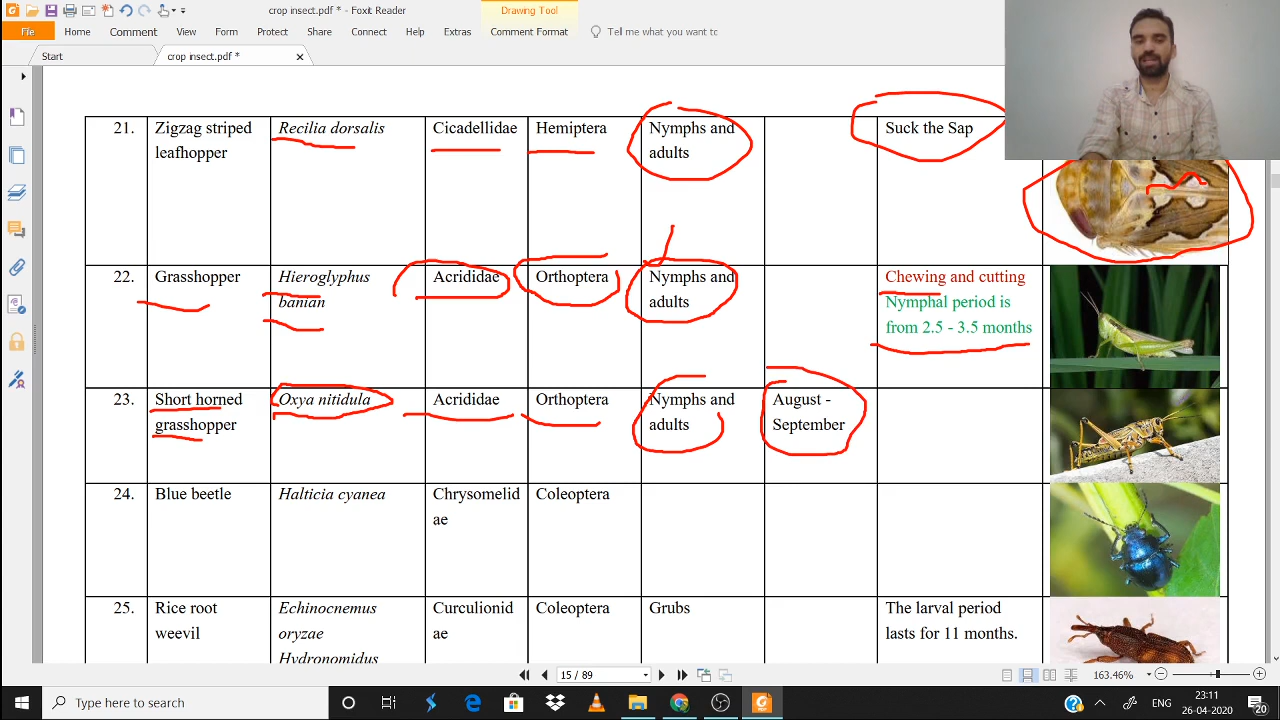 crop insect.pdf * - Foxit Reader
Drawing Tool
File Home Comment View Form Protect Share Connect Help Extras Comment Format Tell me what you want tc
Start crop insect.pdf *
21. Zigzag striped Recilia dorsalis Cicadellidae Hemiptera Nymphs and Suck the Sap
leafhopper adults
22. Grasshopper Hieroglyphus Acrididae Orthoptera Nymphs and Chewing and cutting
banian adults Nymphal period is
from 2.5 - 3.5 months
23. Short horned Oxya nitidula Acrididae Orthoptera Nymphs and August -
grasshopper adults September
24. Blue beetle Halticia cyanea Chrysomelid Coleoptera
ae
25. Rice root Echinocnemus Curculionid Coleoptera Grubs The larval period
weevil oryzae ae lasts for 11 months.
Hydronomidus
15 / 89 163.46%
Type here to search
ENG
23:11
26-04-2020
20